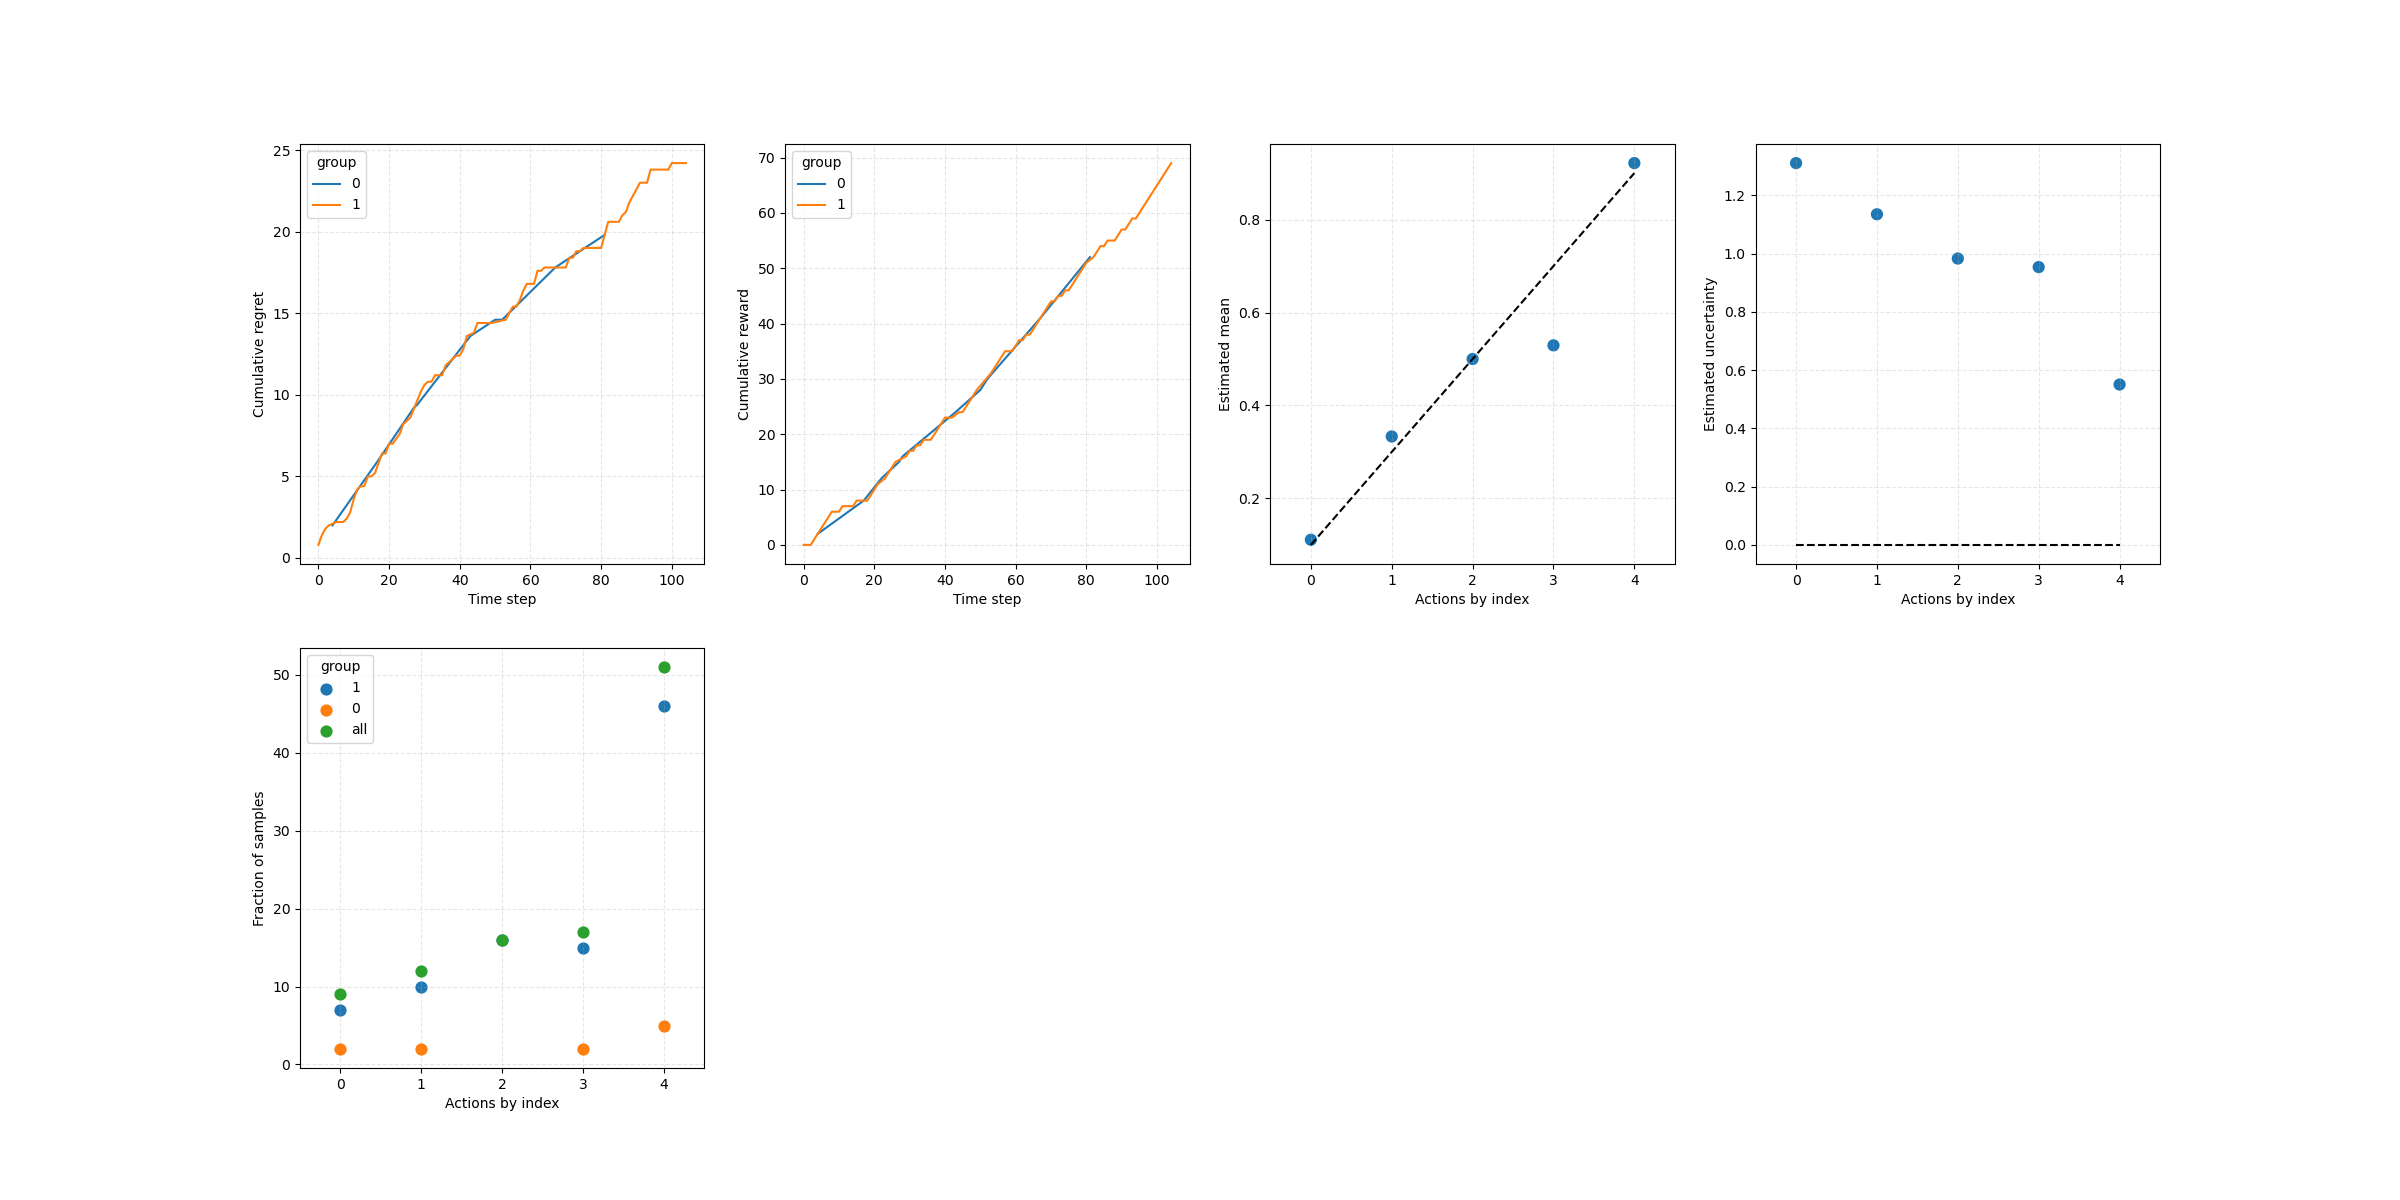 25
20
15
10
5
0
Cumulative regret
group
0
1
0 20 40 60 80 100
Time step
70
60
50
40
30
20
10
0
Cumulative reward
group
0
1
0 20 40 60 80 100
Time step
0.8
0.6
0.4
0.2
Estimated mean
0 1 2 3 4
Actions by index
1.2
1.0
0.8
0.6
0.4
0.2
0.0
Estimated uncertainty
0 1 2 3 4
Actions by index
50
40
30
20
10
0
Fraction of samples
group
1
0
all
0 1 2 3 4
Actions by index